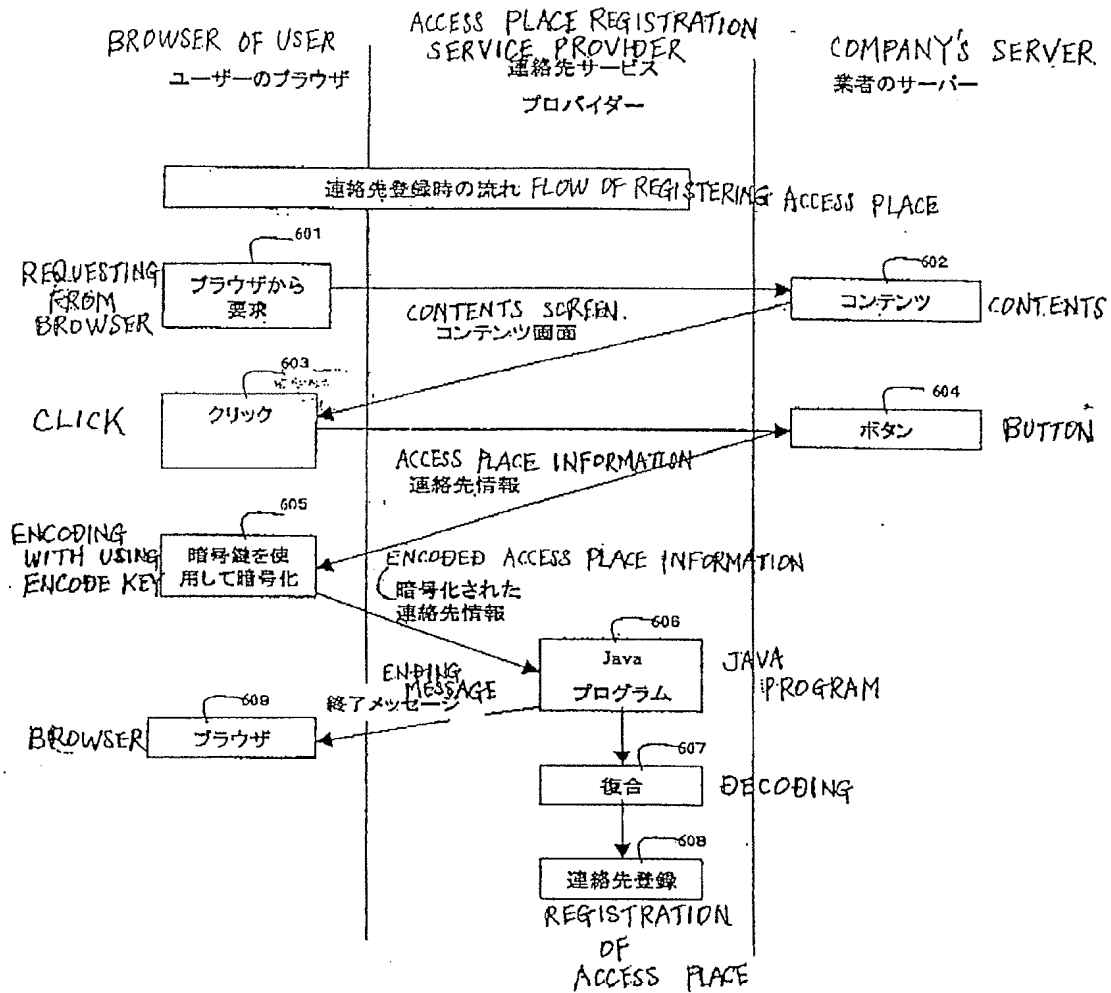 BROWSER OF USER
ユーザーのブラウザ
ACCESS PLACE REGISTRATION
SERVICE PROVIDER
連絡先サービス
プロバイダー
COMPANY'S SERVER
業者のサーバー
連絡先登録時の流れ FLOW OF REGISTERING ACCESS PLACE
601
REQUESTING
FROM
BROWSER
ブラウザから
要求
602
コンテンツ
CONTENTS
CONTENTS SCREEN.
コンテンツ画面
603
CLICK
クリック
604
ボタン
BUTTON
ACCESS PLACE INFORMATION
連絡先情報
605
ENCODING
WITH USING
ENCODE KEY
暗号鍵を使
用して暗号化
ENCODED ACCESS PLACE INFORMATION
暗号化された
連絡先情報
606
Java
プログラム
JAVA
PROGRAM
ENDING
MESSAGE
終了メッセージ
609
BROWSER
ブラウザ
607
復合
DECODING
608
連絡先登録
REGISTRATION
OF
ACCESS PLACE